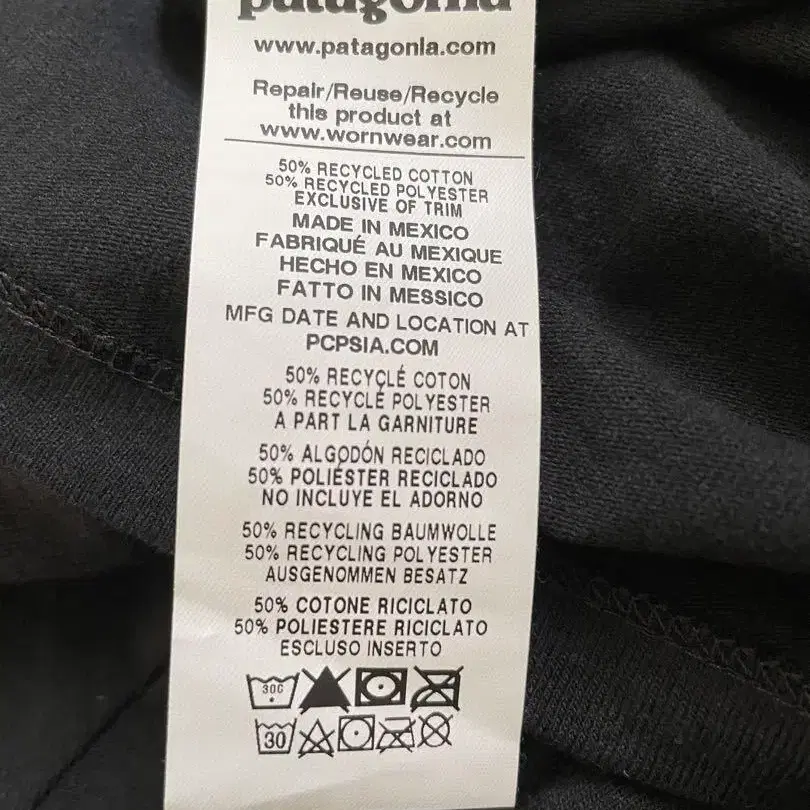 patagonia
www.patagonia.com
Repair/Reuse/Recycle
this product at
www.wornwear.com
50% RECYCLED COTTON
50% RECYCLED POLYESTER
EXCLUSIVE OF TRIM
MADE IN MEXICO
FABRIQUÉ AU MEXIQUE
HECHO EN MEXICO
FATTO IN MESSICO
MFG DATE AND LOCATION AT
PCPSIA.COM
50% RECYCLÉ COTON
50% RECYCLÉ POLYESTER
A PART LA GARNITURE
50% ALGODÓN RECICLADO
50% POLIÉSTER RECICLADO
NO INCLUYE EL ADORNO
50% RECYCLING BAUMWOLLE
50% RECYCLING POLYESTER
AUSGENOMMEN BESATZ
50% COTONE RICICLATO
50% POLIESTERE RICICLATO
ESCLUSO INSERTO
30C
30